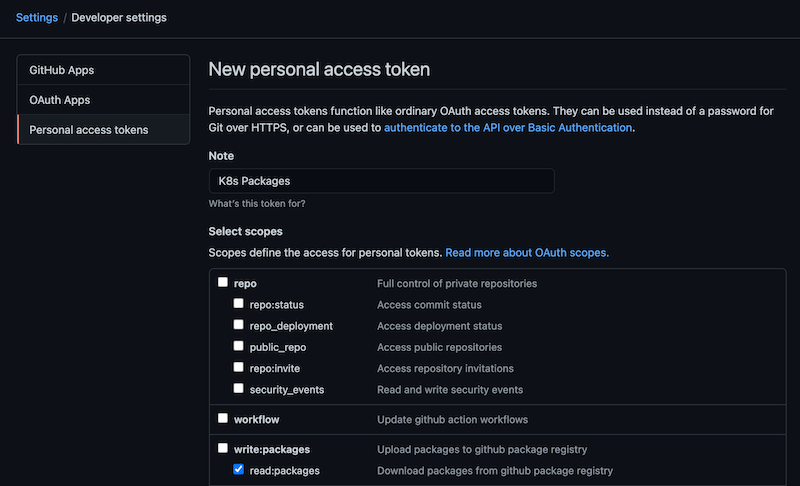 Settings / Developer settings
GitHub Apps
OAuth Apps
Personal access tokens
New personal access token
Personal access tokens function like ordinary OAuth access tokens. They can be used instead of a password for
Git over HTTPS, or can be used to authenticate to the API over Basic Authentication.
Note
K8s Packages
What's this token for?
Select scopes
Scopes define the access for personal tokens. Read more about OAuth scopes.
repo Full control of private repositories
repo:status Access commit status
repo_deployment Access deployment status
public_repo Access public repositories
repo:invite Access repository invitations
security_events Read and write security events
workflow Update github action workflows
write:packages Upload packages to github package registry
read:packages Download packages from github package registry